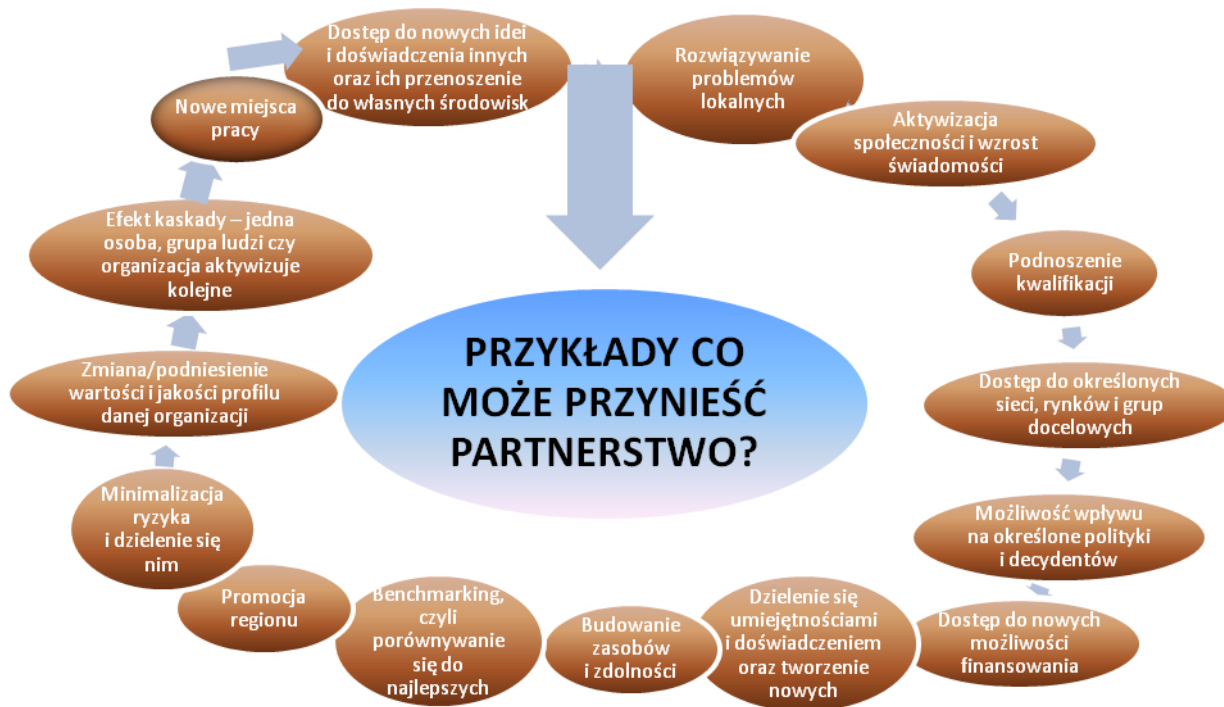 Dostęp do nowych idei
i doświadczenia innych
oraz ich przenoszenie
do własnych środowisk
Rozwiązywanie
problemów
lokalnych
Aktywizacja
społeczności i wzrost
świadomości
Podnoszenie
kwalifikacji
Dostęp do określonych
sieci, rynków i grup
docelowych
Możliwość wpływu
na określone polityki
i decydentów
Dostęp do nowych
możliwości
finansowania
Dzielenie się
umiejętnościami
i doświadczeniem
oraz tworzenie
nowych
Budowanie
zasobów
i zdolności
Benchmarking,
czyli
porównywanie
się do
najlepszych
Promocja
regionu
Minimalizacja
ryzyka
i dzielenie się
nim
Zmiana/podniesienie
wartości i jakości profilu
danej organizacji
Efekt kaskady – jedna
osoba, grupa ludzi czy
organizacja aktywizuje
kolejne
Nowe miejsca
pracy
PRZYKŁADY CO
MOŻE PRZYNIEŚĆ
PARTNERSTWO?